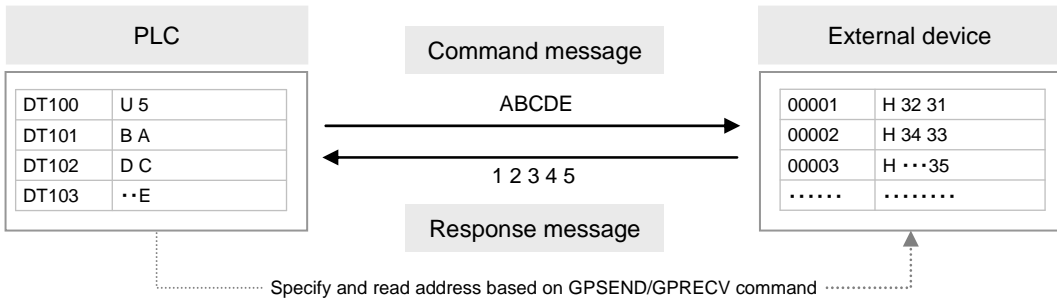 PLC
Command message
External device
DT100 U 5
DT101 B A
DT102 D C
DT103 ･･E
ABCDE
1 2 3 4 5
00001 H 32 31
00002 H 34 33
00003 H ･･･35
･･････ ････････
Response message
Specify and read address based on GPSEND/GPRECV command